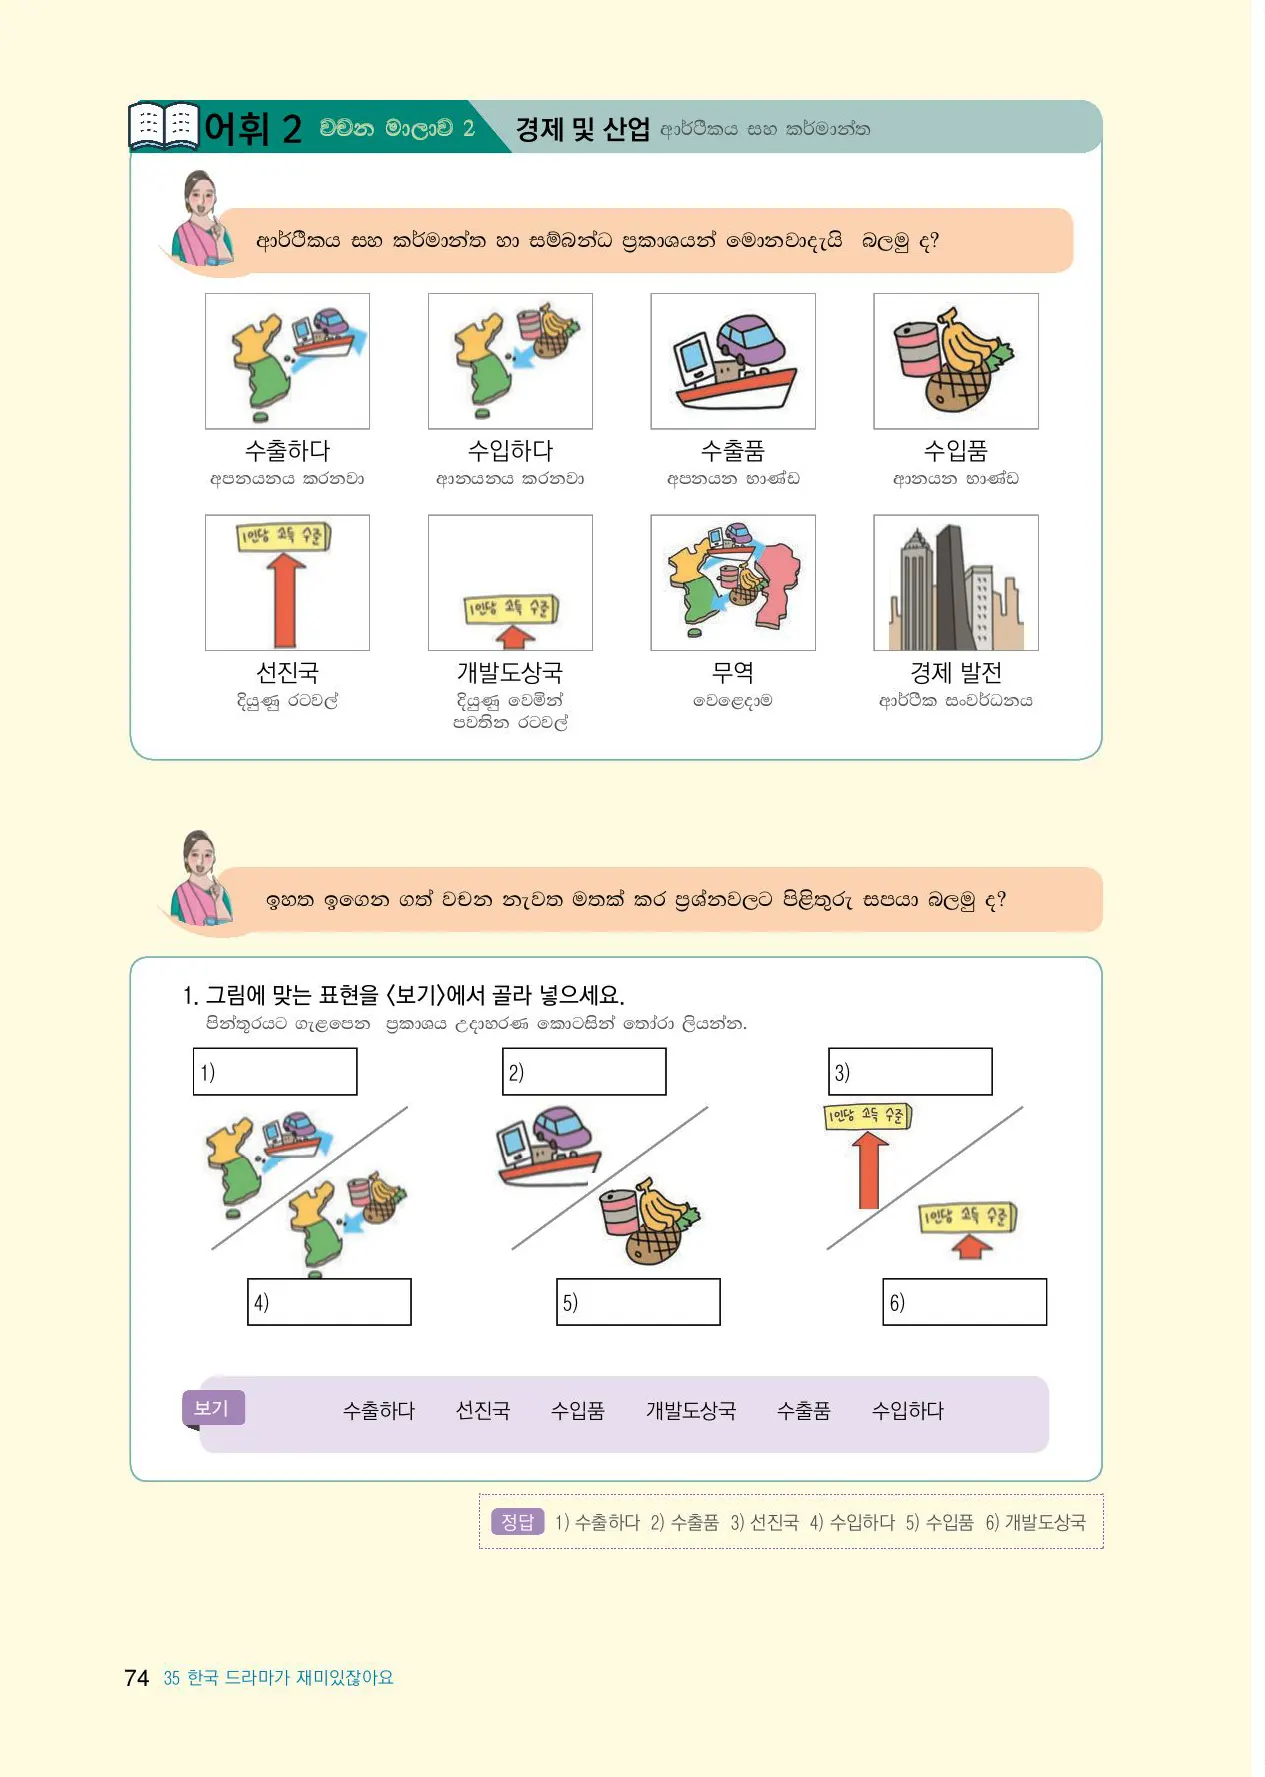 어휘 2 වචන මාලාව 2 경제 및 산업 ආර්ථිකය සහ කර්මාන්ත
ආර්ථිකය සහ කර්මාන්ත හා සම්බන්ධ ප්‍රකාශයන් මොනවාදැයි බලමු ද?
수출하다 수입하다 수출품 수입품
අපනයනය කරනවා ආනයනය කරනවා අපනයන භාණ්ඩ ආනයන භාණ්ඩ
1인당 소득 수준
1인당 소득 수준
선진국 개발도상국 무역 경제 발전
දියුණු රටවල් දියුණු වෙමින් වෙළෙදාම ආර්ථික සංවර්ධනය
පවතින රටවල්
ඉහත ඉගෙන ගත් වචන නැවත මතක් කර ප්‍රශ්නවලට පිළිතුරු සපයා බලමු ද?
1. 그림에 맞는 표현을 〈보기〉에서 골라 넣으세요.
පින්තූරයට ගැළපෙන ප්‍රකාශය උදාහරණ කොටසින් තෝරා ලියන්න.
1) 2) 3)
1인당 소득 수준
1인당 소득 수준
4) 5) 6)
보기 수출하다 선진국 수입품 개발도상국 수출품 수입하다
정답 1) 수출하다 2) 수출품 3) 선진국 4) 수입하다 5) 수입품 6) 개발도상국
74 35 한국 드라마가 재미있잖아요